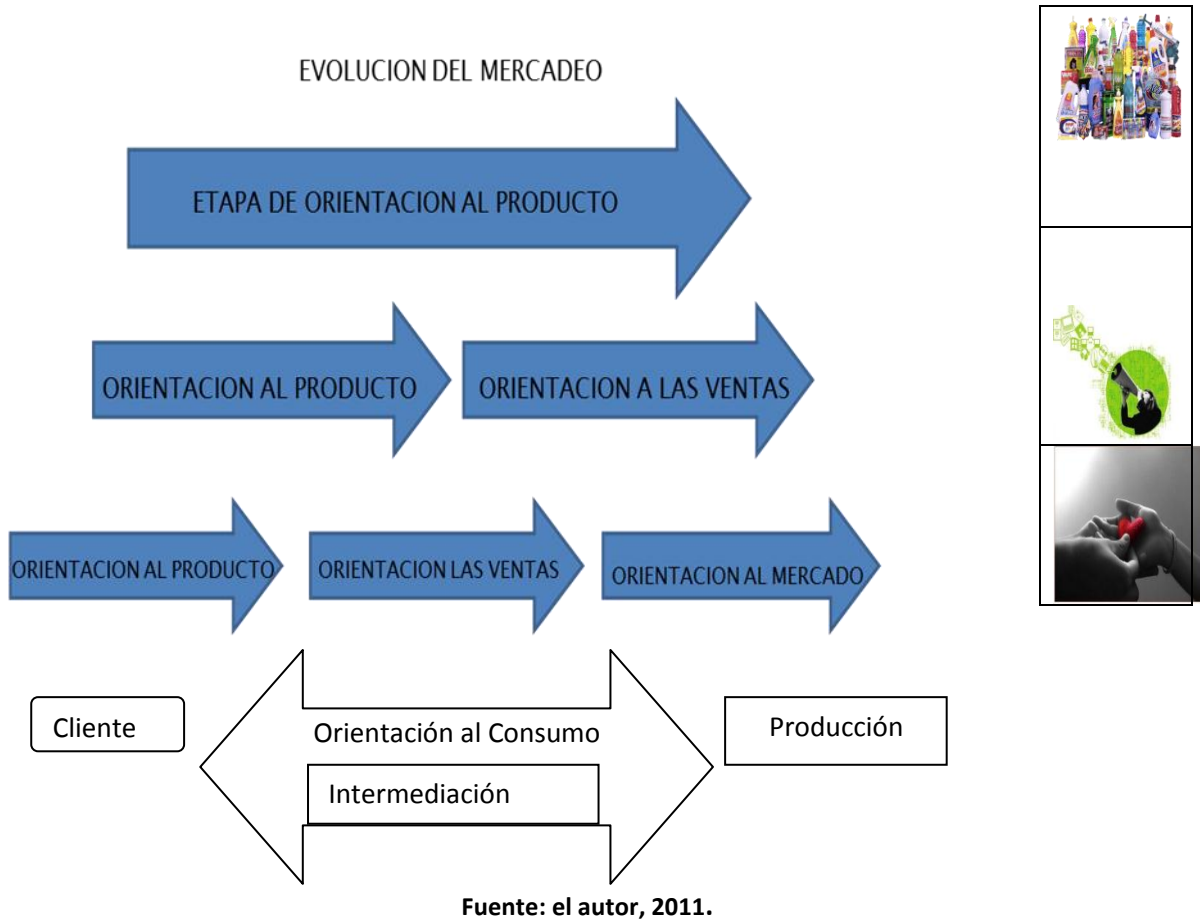 EVOLUCION DEL MERCADEO
ETAPA DE ORIENTACION AL PRODUCTO
ORIENTACION AL PRODUCTO
ORIENTACION A LAS VENTAS
ORIENTACION AL PRODUCTO
ORIENTACION LAS VENTAS
ORIENTACION AL MERCADO
Cliente
Orientación al Consumo
Intermediación
Producción
Fuente: el autor, 2011.